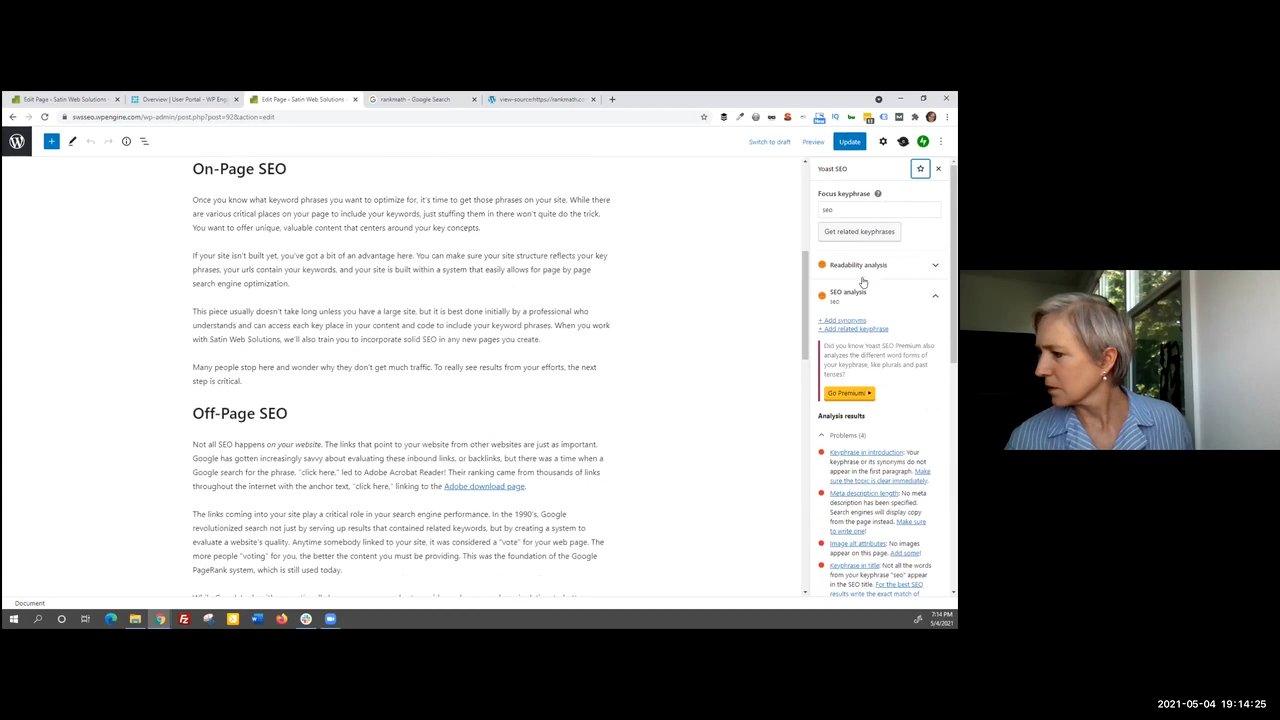 Edit Page - Satin Web Solutions
Overview | User Portal - WP Eng
Edit Page - Satin Web Solutions
rankmath - Google Search
view-source:https://rankmath.co
swsseo.wpengine.com/wp-admin/post.php?post=92&action=edit
Switch to draft
Preview
Update
On-Page SEO
Once you know what keyword phrases you want to optimize for, it's time to get those phrases on your site. While there
are various critical places on your page to include your keywords, just stuffing them in there won't quite do the trick.
You want to offer unique, valuable content that centers around your key concepts.
If your site isn't built yet, you've got a bit of an advantage here. You can make sure your site structure reflects your key
phrases, your urls contain your keywords, and your site is built within a system that easily allows for page by page
search engine optimization.
This piece usually doesn't take long unless you have a large site, but it is best done initially by a professional who
understands and can access each key place in your content and code to include your keyword phrases. When you work
with Satin Web Solutions, we'll also train you to incorporate solid SEO in any new pages you create.
Many people stop here and wonder why they don't get much traffic. To really see results from your efforts, the next
step is critical.
Off-Page SEO
Not all SEO happens on your website. The links that point to your website from other websites are just as important.
Google has gotten increasingly savvy about evaluating these inbound links, or backlinks, but there was a time when a
Google search for the phrase, "click here," led to Adobe Acrobat Reader! Their ranking came from thousands of links
throughout the internet with the anchor text, "click here," linking to the Adobe download page.
The links coming into your site play a critical role in your search engine performance. In the 1990's, Google
revolutionized search not just by serving up results that contained related keywords, but by creating a system to
evaluate a website's quality. Anytime somebody linked to your site, it was considered a "vote" for your web page. The
more people "voting" for you, the better the content you must be providing. This was the foundation of the Google
PageRank system, which is still used today.
Document
Yoast SEO
Focus keyphrase
seo
Get related keyphrases
Readability analysis
SEO analysis
seo
+ Add synonyms
+ Add related keyphrase
Did you know Yoast SEO Premium also
analyzes the different word forms of
your keyphrase, like plurals and past
tenses?
Go Premium!
Analysis results
Problems (4)
Keyphrase in introduction: Your
keyphrase or its synonyms do not
appear in the first paragraph. Make
sure the topic is clear immediately.
Meta description length: No meta
description has been specified.
Search engines will display copy
from the page instead. Make sure
to write one!
Image alt attributes: No images
appear on this page. Add some!
Keyphrase in title: Not all the words
from your keyphrase "seo" appear
in the SEO title. For the best SEO
results write the exact match of
7:14 PM
5/4/2021
2021-05-04 19:14:25